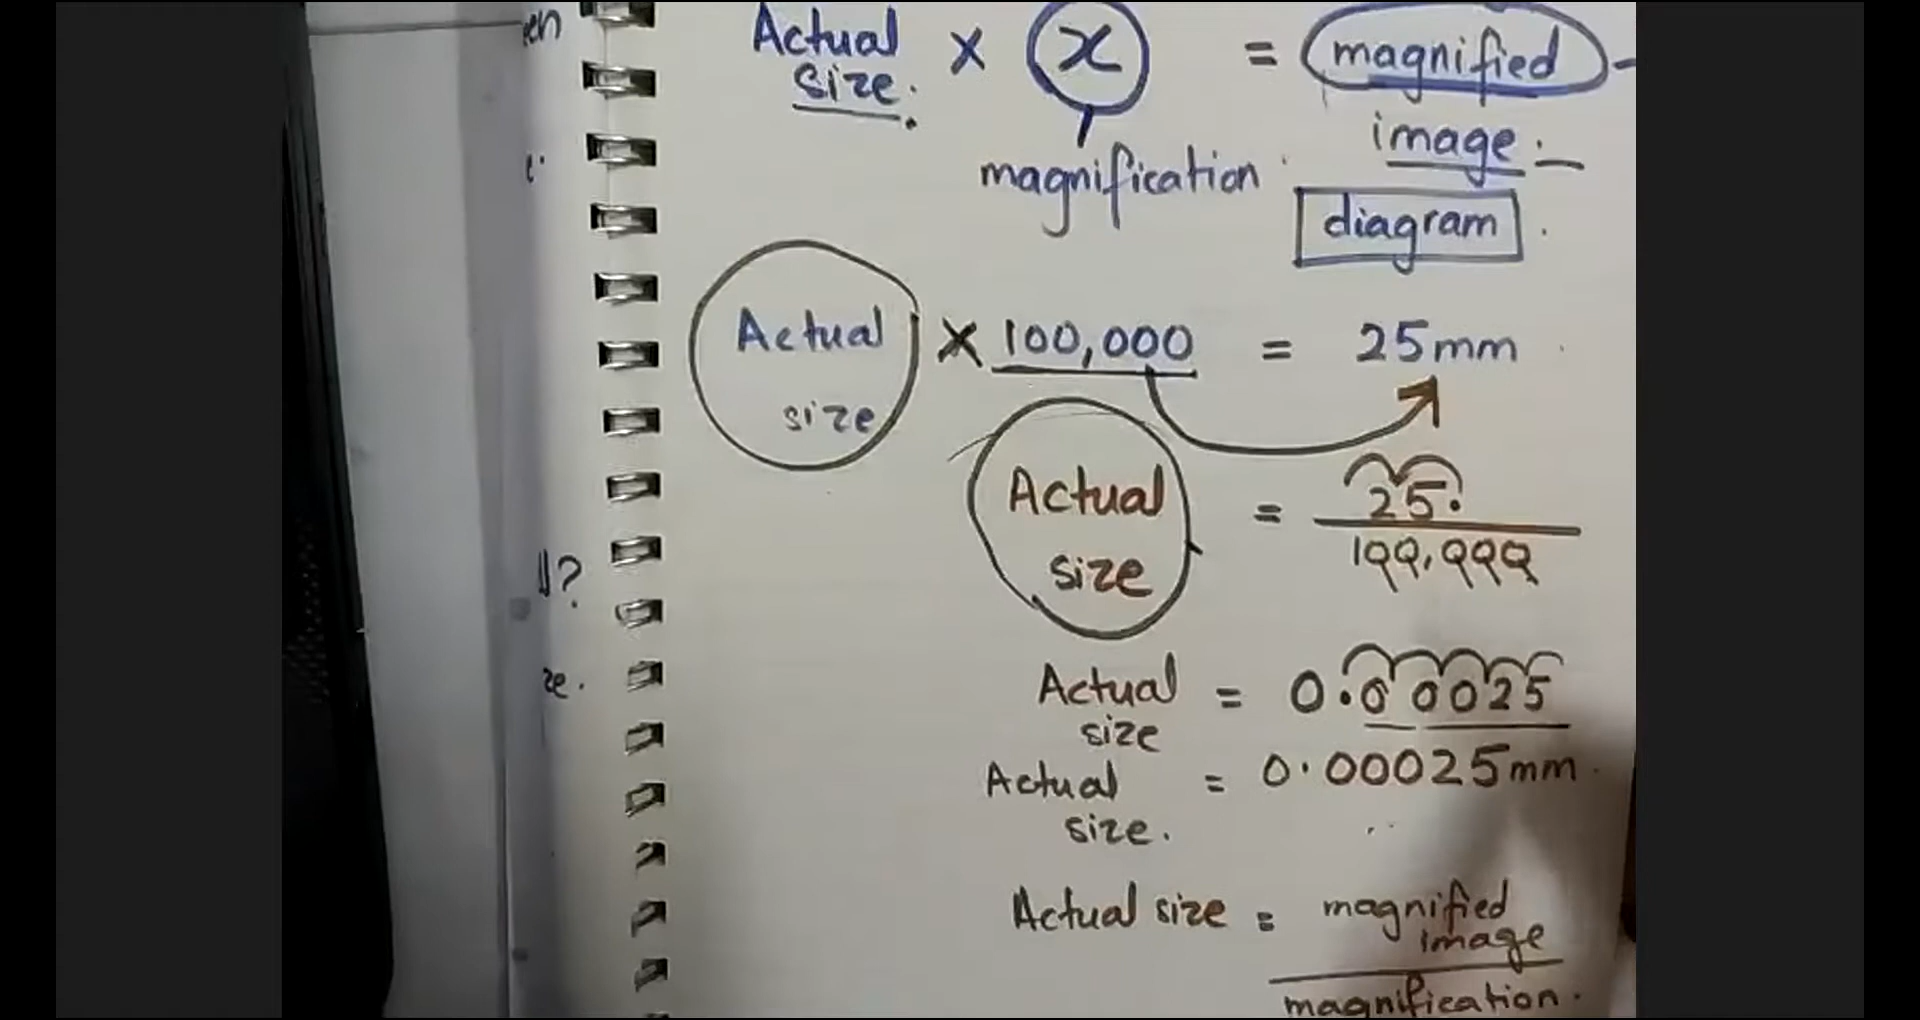 Actual size. × x = magnified image.
magnification
diagram.
Actual size × 100,000 = 25mm
Actual size = 25. / 100,000
Actual size = 0.00025
Actual size. = 0.00025mm
Actual size = magnified image / magnification.